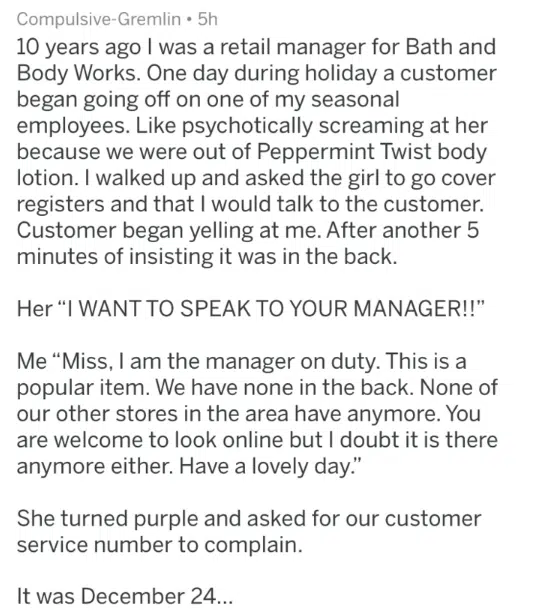 Compulsive-Gremlin • 5h
10 years ago I was a retail manager for Bath and
Body Works. One day during holiday a customer
began going off on one of my seasonal
employees. Like psychotically screaming at her
because we were out of Peppermint Twist body
lotion. I walked up and asked the girl to go cover
registers and that I would talk to the customer.
Customer began yelling at me. After another 5
minutes of insisting it was in the back.
Her “I WANT TO SPEAK TO YOUR MANAGER!!”
Me “Miss, I am the manager on duty. This is a
popular item. We have none in the back. None of
our other stores in the area have anymore. You
are welcome to look online but I doubt it is there
anymore either. Have a lovely day.”
She turned purple and asked for our customer
service number to complain.
It was December 24...